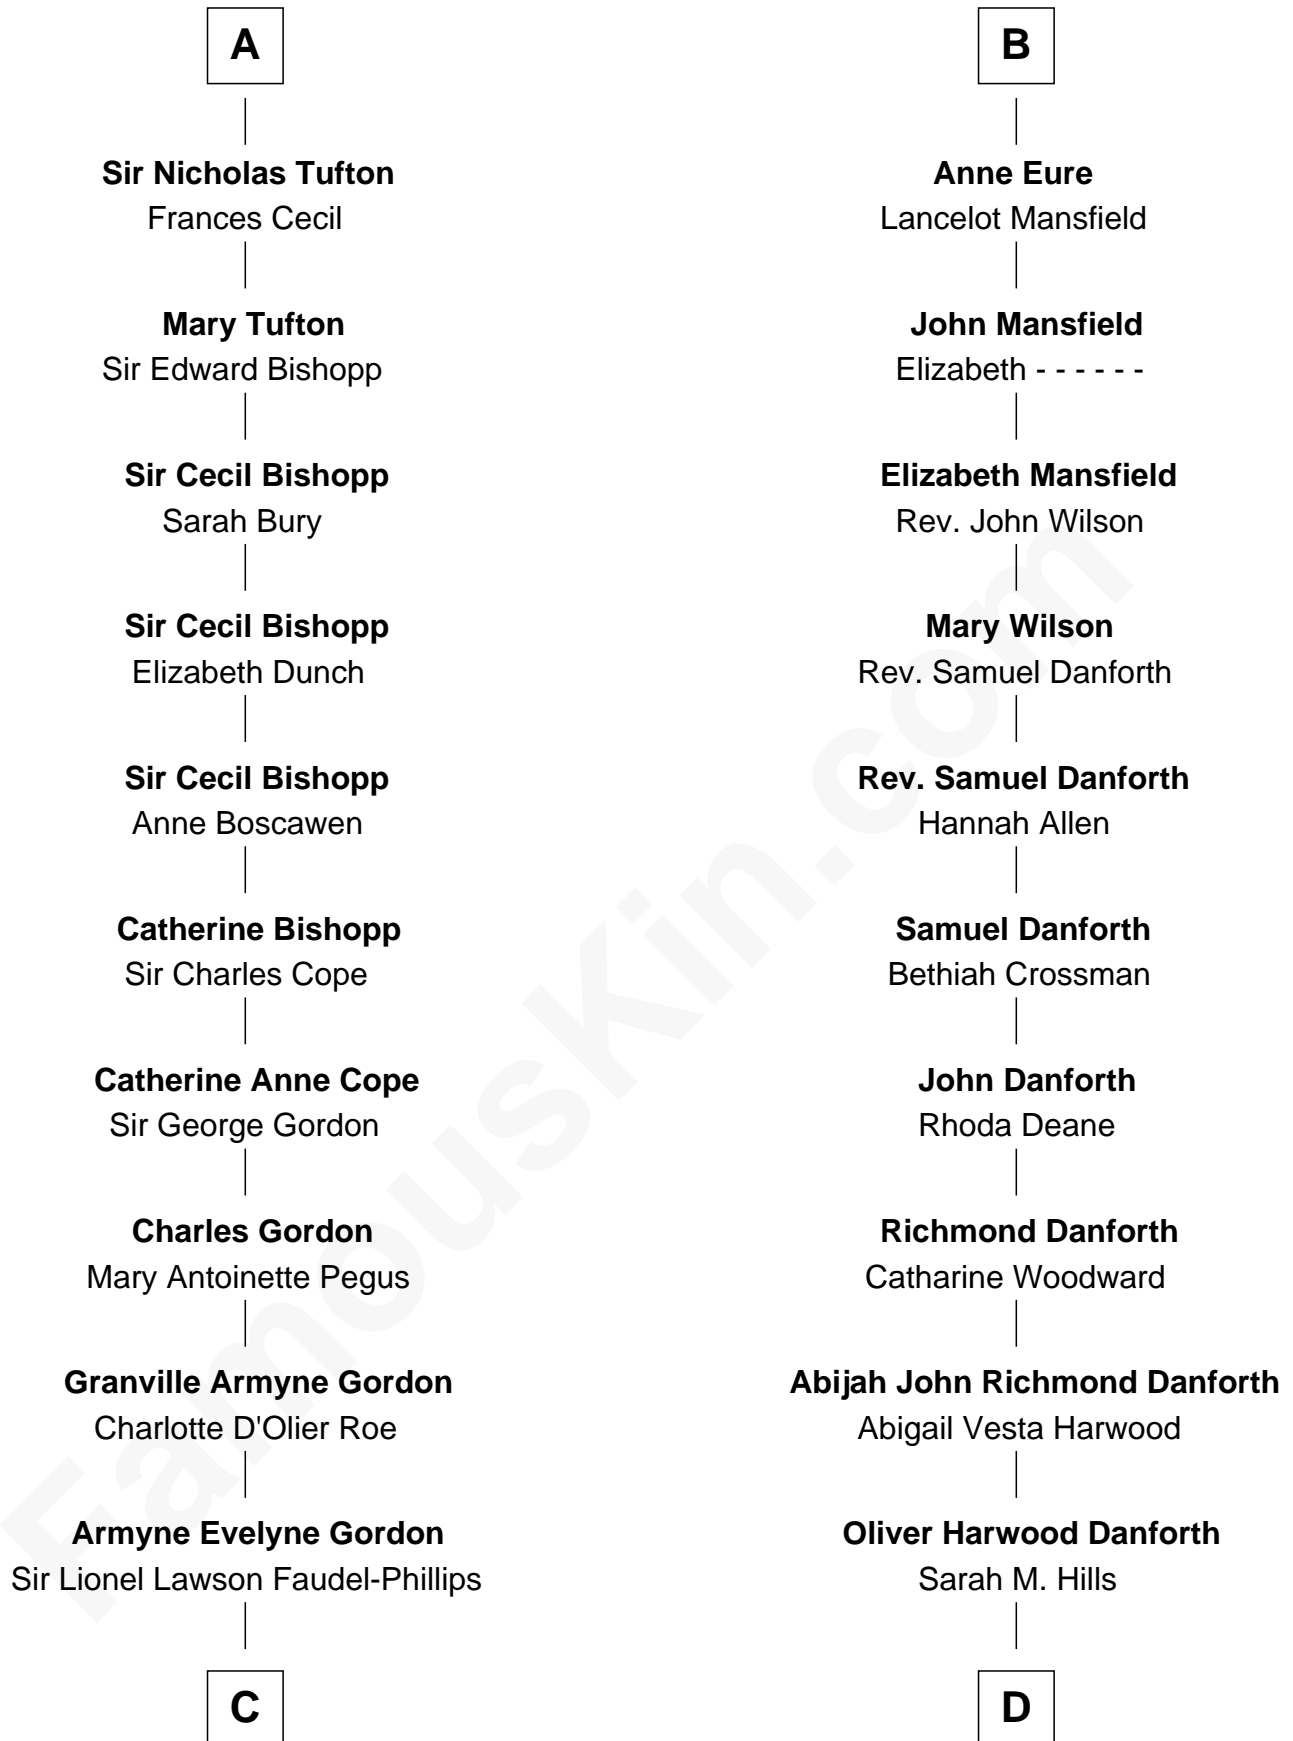 A
Sir Nicholas Tufton
Frances Cecil
Mary Tufton
Sir Edward Bishopp
Sir Cecil Bishopp
Sarah Bury
Sir Cecil Bishopp
Elizabeth Dunch
Sir Cecil Bishopp
Anne Boscawen
Catherine Bishopp
Sir Charles Cope
Catherine Anne Cope
Sir George Gordon
Charles Gordon
Mary Antoinette Pegus
Granville Armyne Gordon
Charlotte D'Olier Roe
Armyne Evelyne Gordon
Sir Lionel Lawson Faudel-Phillips
C
B
Anne Eure
Lancelot Mansfield
John Mansfield
Elizabeth - - - - - -
Elizabeth Mansfield
Rev. John Wilson
Mary Wilson
Rev. Samuel Danforth
Rev. Samuel Danforth
Hannah Allen
Samuel Danforth
Bethiah Crossman
John Danforth
Rhoda Deane
Richmond Danforth
Catharine Woodward
Abijah John Richmond Danforth
Abigail Vesta Harwood
Oliver Harwood Danforth
Sarah M. Hills
D
FamousKin.com